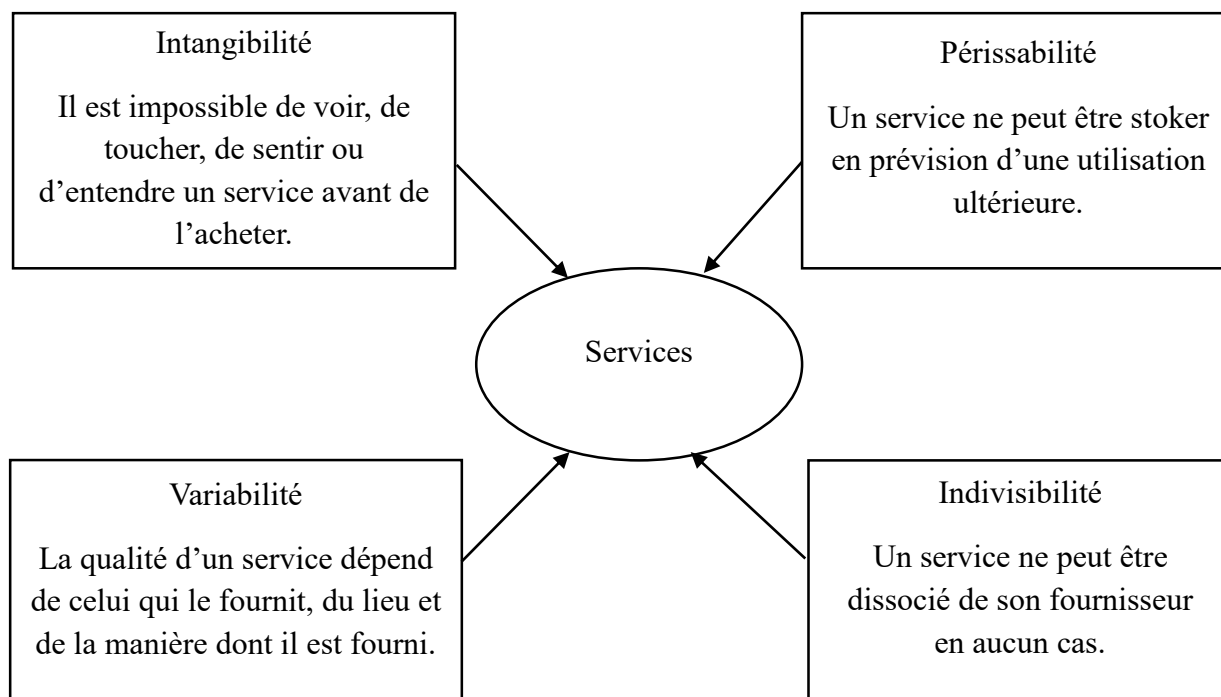 Intangibilité
Il est impossible de voir, de
toucher, de sentir ou
d’entendre un service avant de
l’acheter.
Périssabilité
Un service ne peut être stoker
en prévision d’une utilisation
ultérieure.
Services
Variabilité
La qualité d’un service dépend
de celui qui le fournit, du lieu et
de la manière dont il est fourni.
Indivisibilité
Un service ne peut être
dissocié de son fournisseur
en aucun cas.